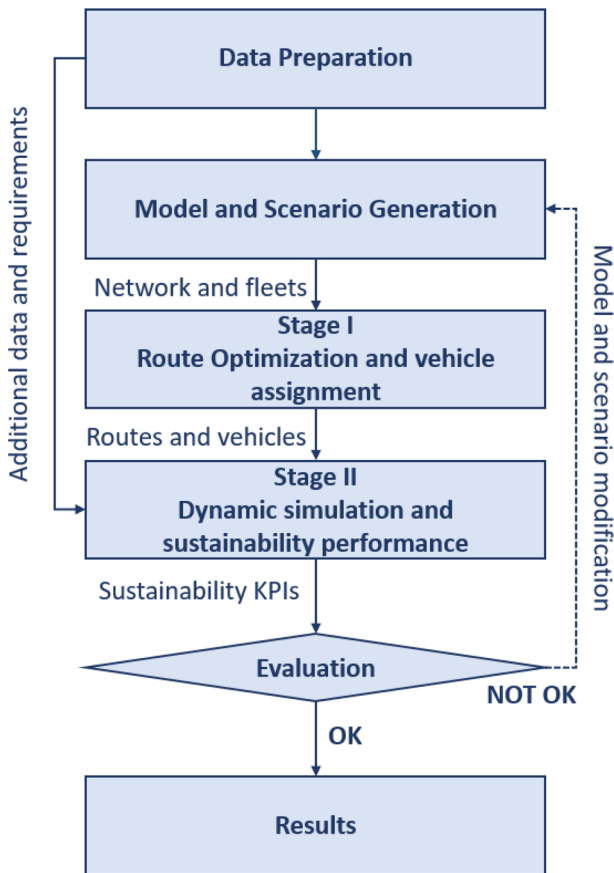 Data Preparation
Additional data and requirements
Model and Scenario Generation
Network and fleets
Stage I
Route Optimization and vehicle
assignment
Routes and vehicles
Stage II
Dynamic simulation and
sustainability performance
Model and scenario modification
Sustainability KPIs
Evaluation
NOT OK
OK
Results